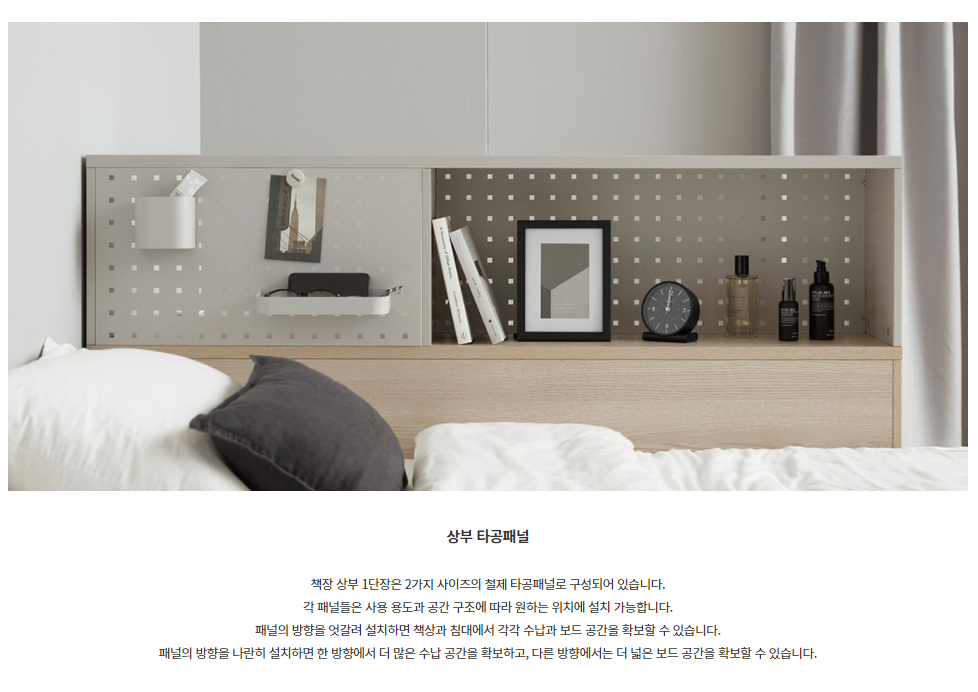 상부 타공패널
책장 상부 1단장은 2가지 사이즈의 철제 타공패널로 구성되어 있습니다.
각 패널들은 사용 용도과 공간 구조에 따라 원하는 위치에 설치 가능합니다.
패널의 방향을 엇갈려 설치하면 책상과 침대에서 각각 수납과 보드 공간을 확보할 수 있습니다.
패널의 방향을 나란히 설치하면 한 방향에서 더 많은 수납 공간을 확보하고, 다른 방향에서는 더 넓은 보드 공간을 확보할 수 있습니다.